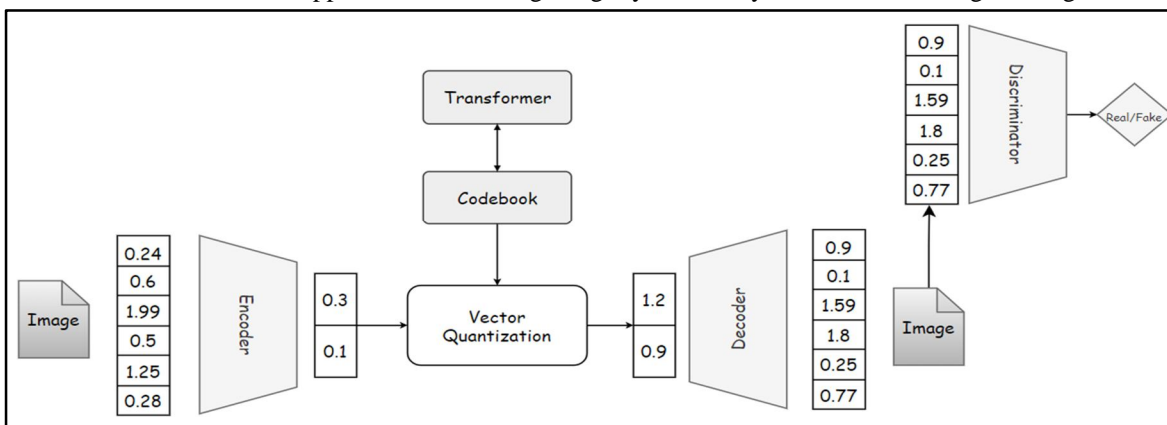 Image
0.24
0.6
1.99
0.5
1.25
0.28
Encoder
0.3
0.1
Transformer
Codebook
Vector
Quantization
1.2
0.9
Decoder
0.9
0.1
1.59
1.8
0.25
0.77
Image
0.9
0.1
1.59
1.8
0.25
0.77
Discriminator
Real/Fake